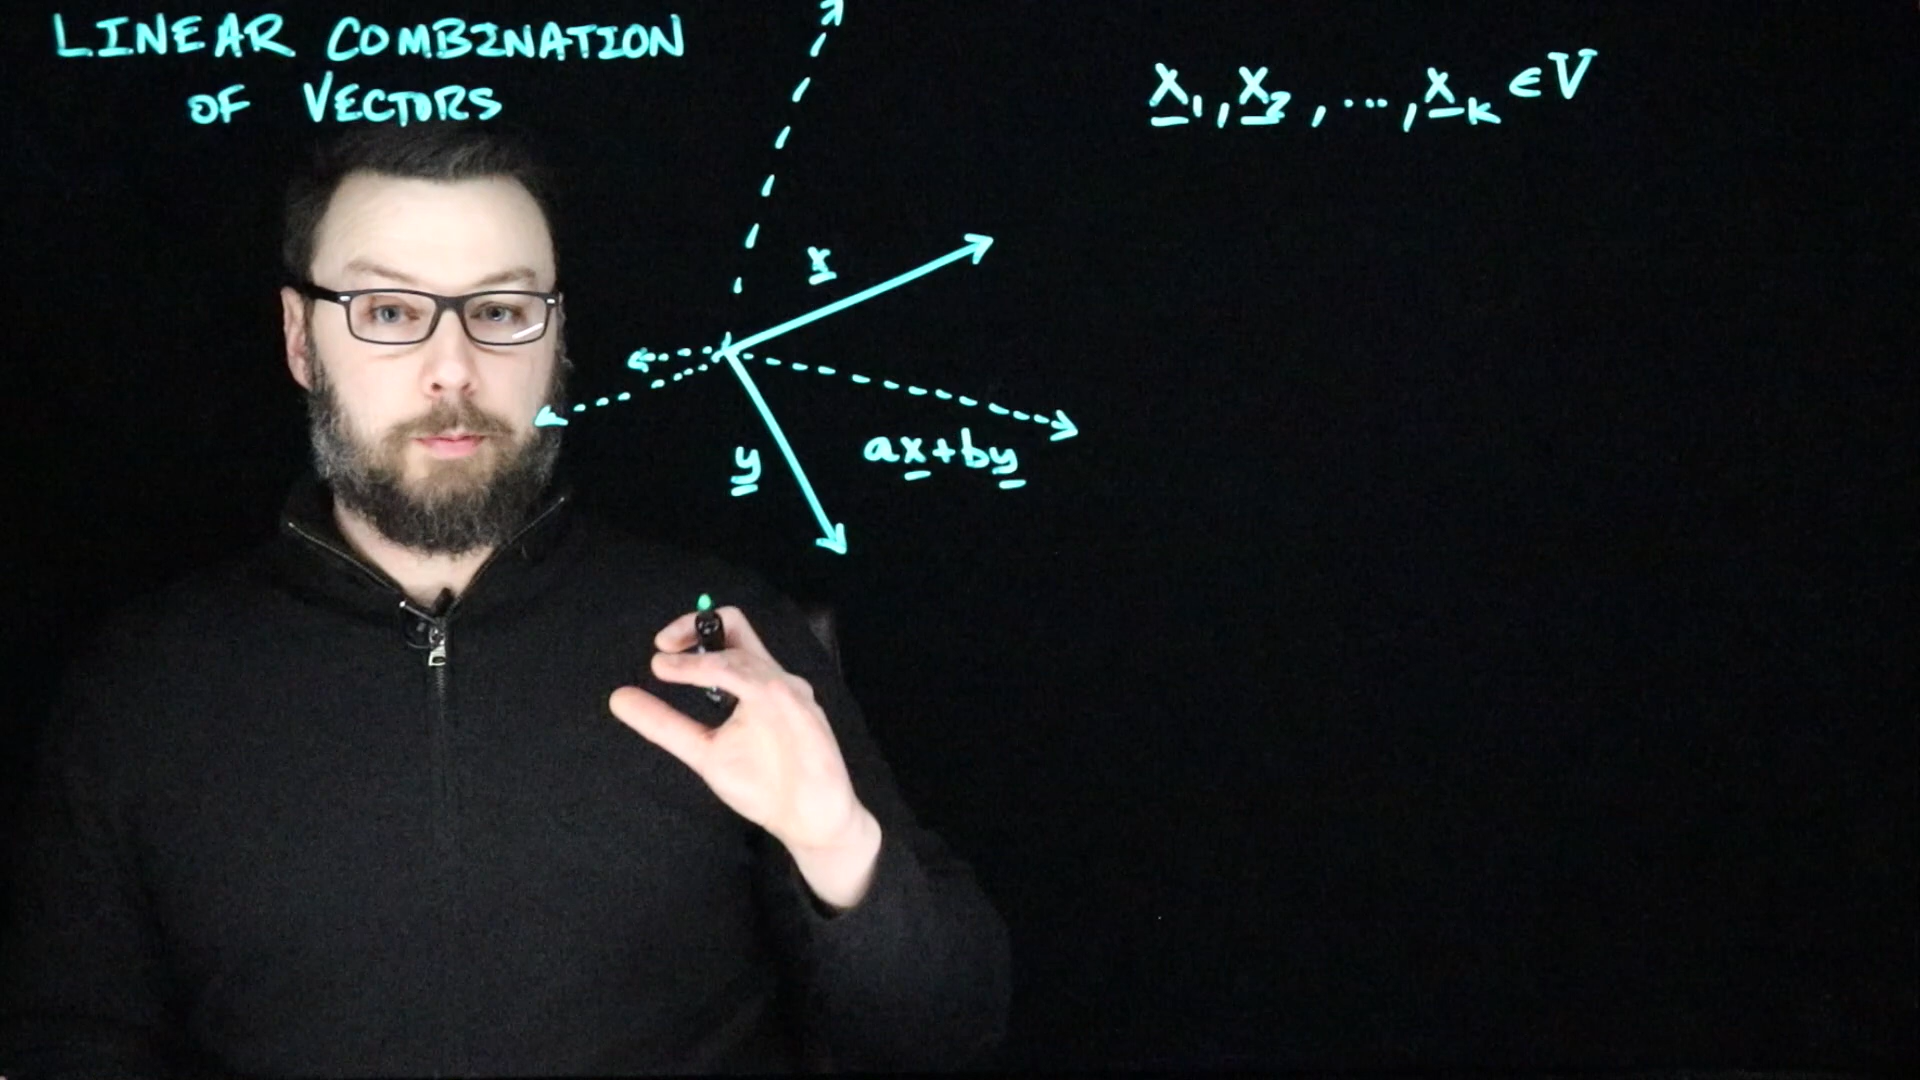 LINEAR COMBINATION
OF VECTORS
x₁, x₂, ..., xₖ ∈ V
x
y
ax + by